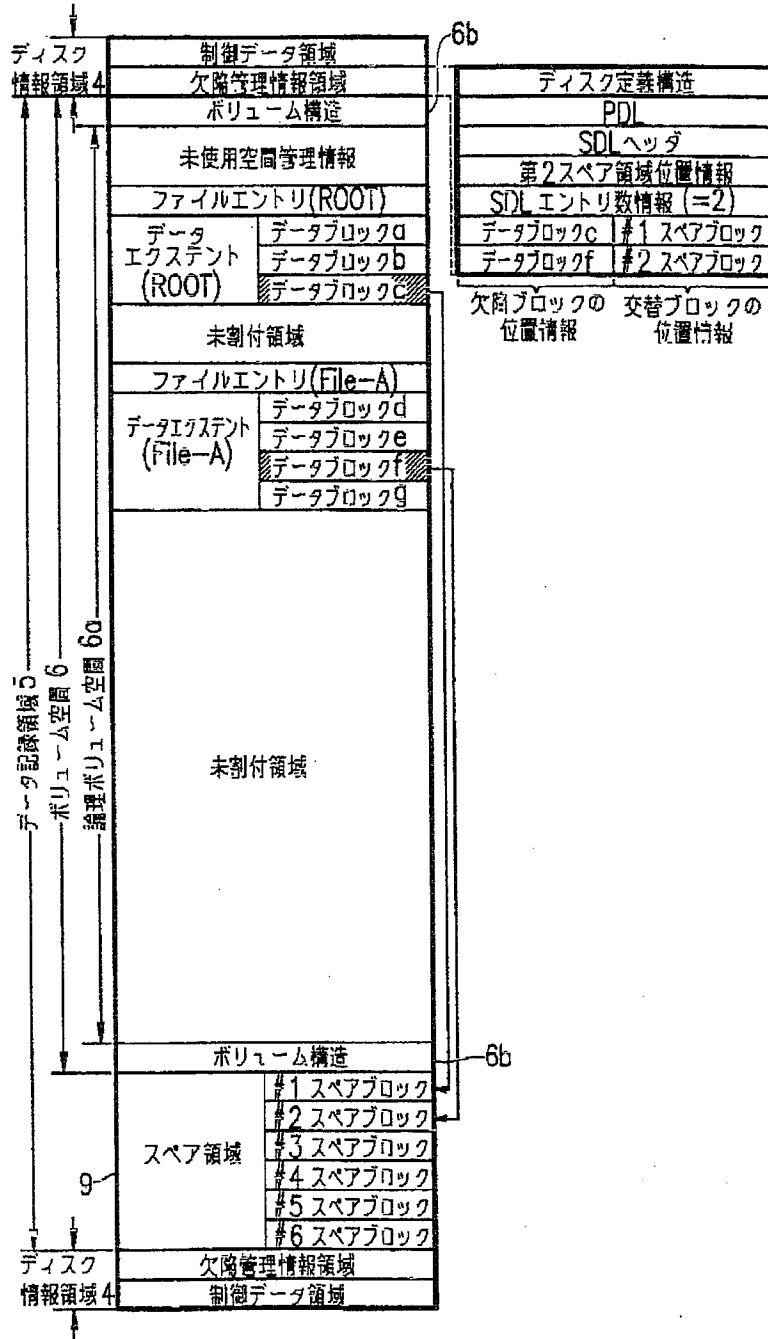 6b
ディスク
情報領域4
制御データ領域
欠陥管理情報領域
ボリューム構造
未使用空間管理情報
ファイルエントリ(ROOT)
データ
エクステント
(ROOT)
データブロックa
データブロックb
データブロックc
未割付領域
ファイルエントリ(File-A)
データエクステント
(File-A)
データブロックd
データブロックe
データブロックf
データブロックg
未割付領域
ボリューム構造
6b
スペア領域
9
#1 スペアブロック
#2 スペアブロック
#3 スペアブロック
#4 スペアブロック
#5 スペアブロック
#6 スペアブロック
ディスク
情報領域4
欠陥管理情報領域
制御データ領域
データ記録領域5
ボリューム空間6
論理ボリューム空間6a
ディスク定義構造
PDL
SDLヘッダ
第2スペア領域位置情報
SDLエントリ数情報(=2)
データブロックc #1 スペアブロック
データブロックf #2 スペアブロック
欠陥ブロックの
位置情報
交替ブロックの
位置情報